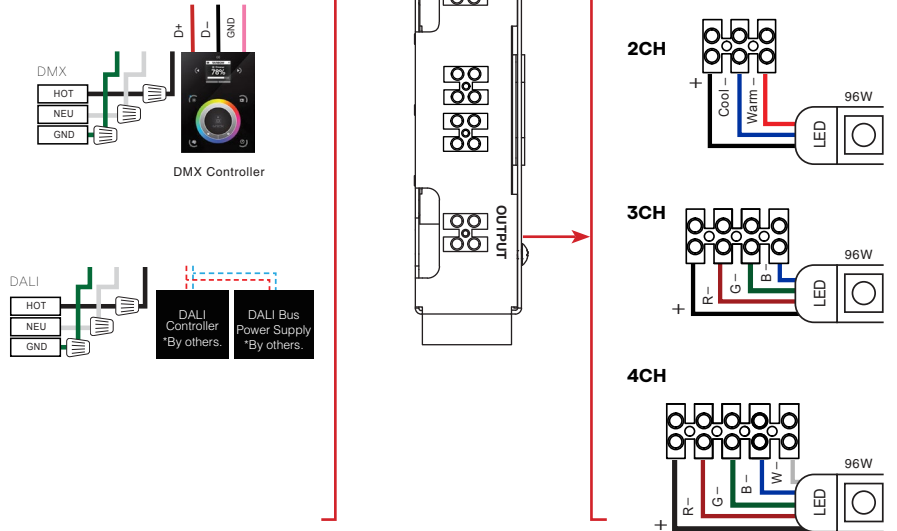 D+
D–
GND
DMX
HOT
NEU
GND
78%
DMX Controller
DALI
HOT
NEU
GND
DALI
Controller
*By others.
DALI Bus
Power Supply
*By others.
OUTPUT
2CH
+
Cool –
Warm –
LED
96W
3CH
+
R–
G –
B –
LED
96W
4CH
+
R–
G –
B –
W –
LED
96W